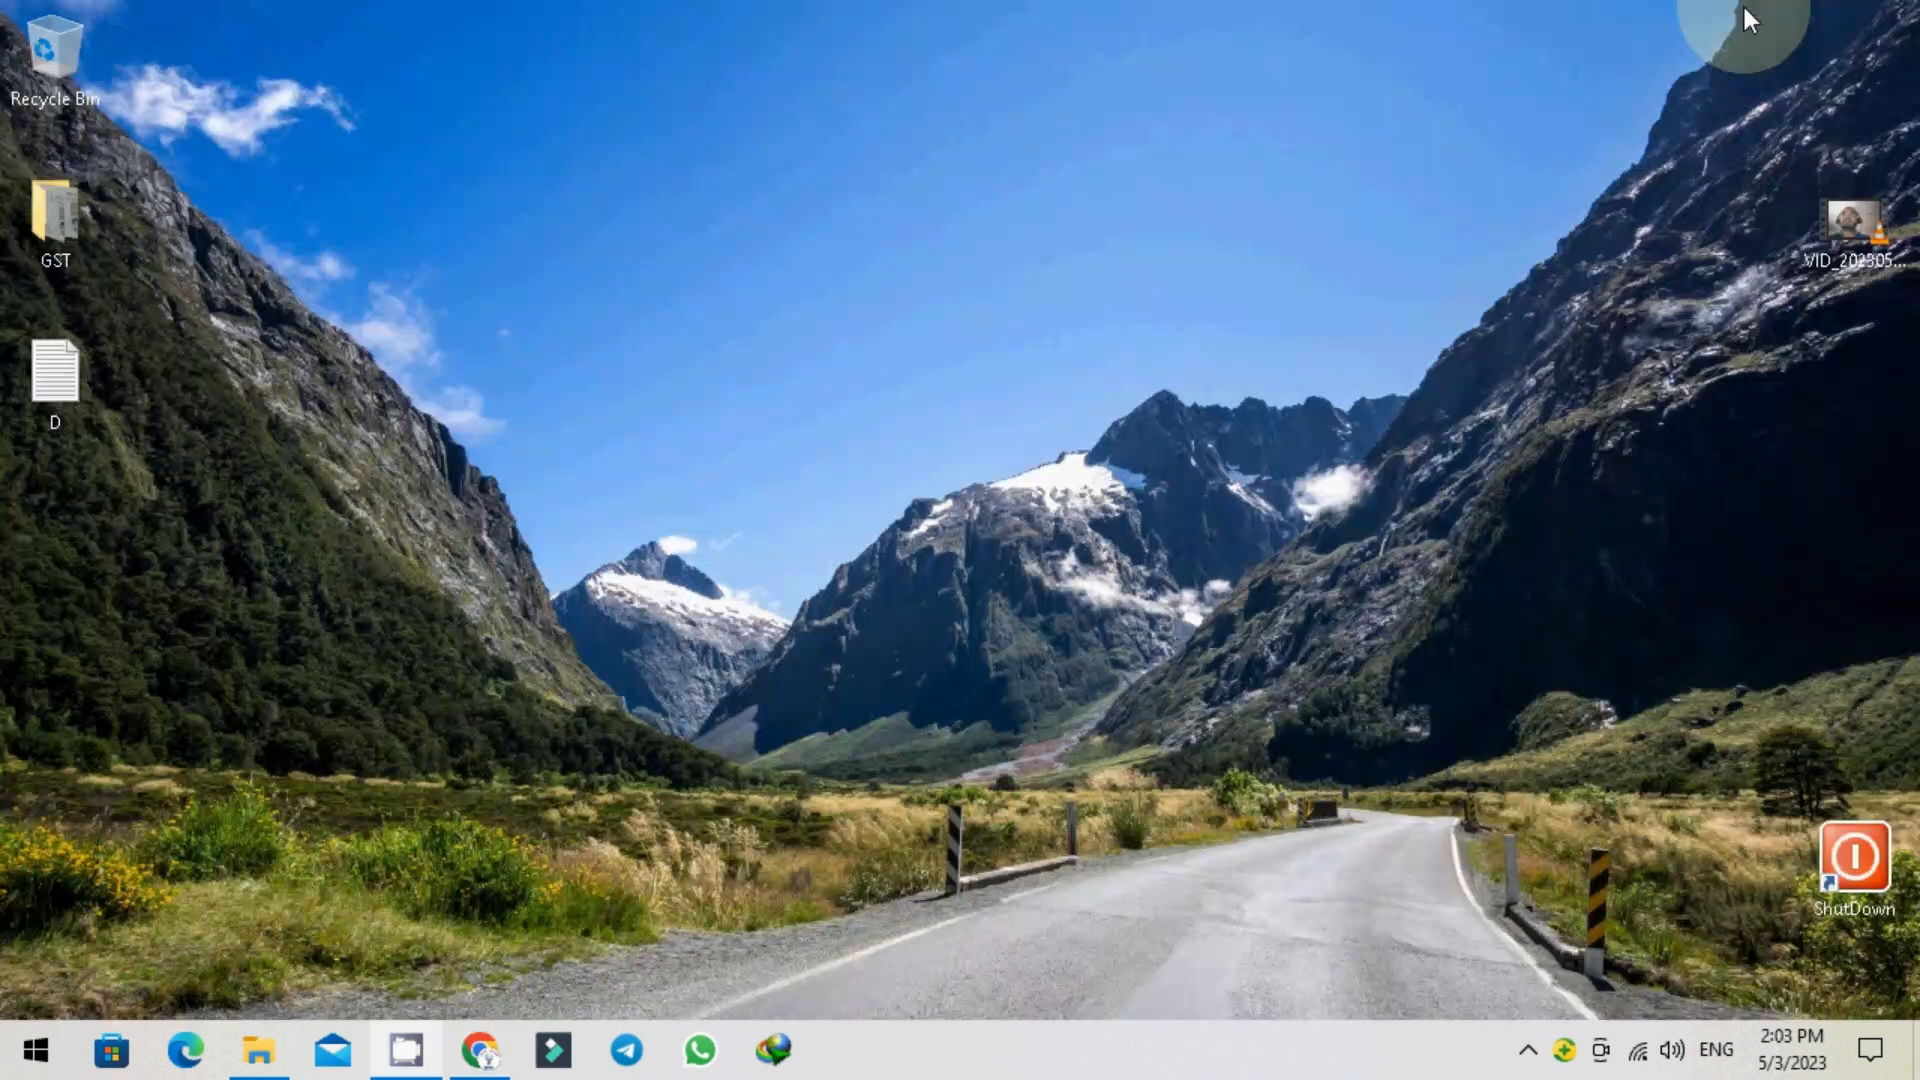 Recycle Bin
GST
D
VID_202305...
ShutDown
ENG
2:03 PM
5/3/2023